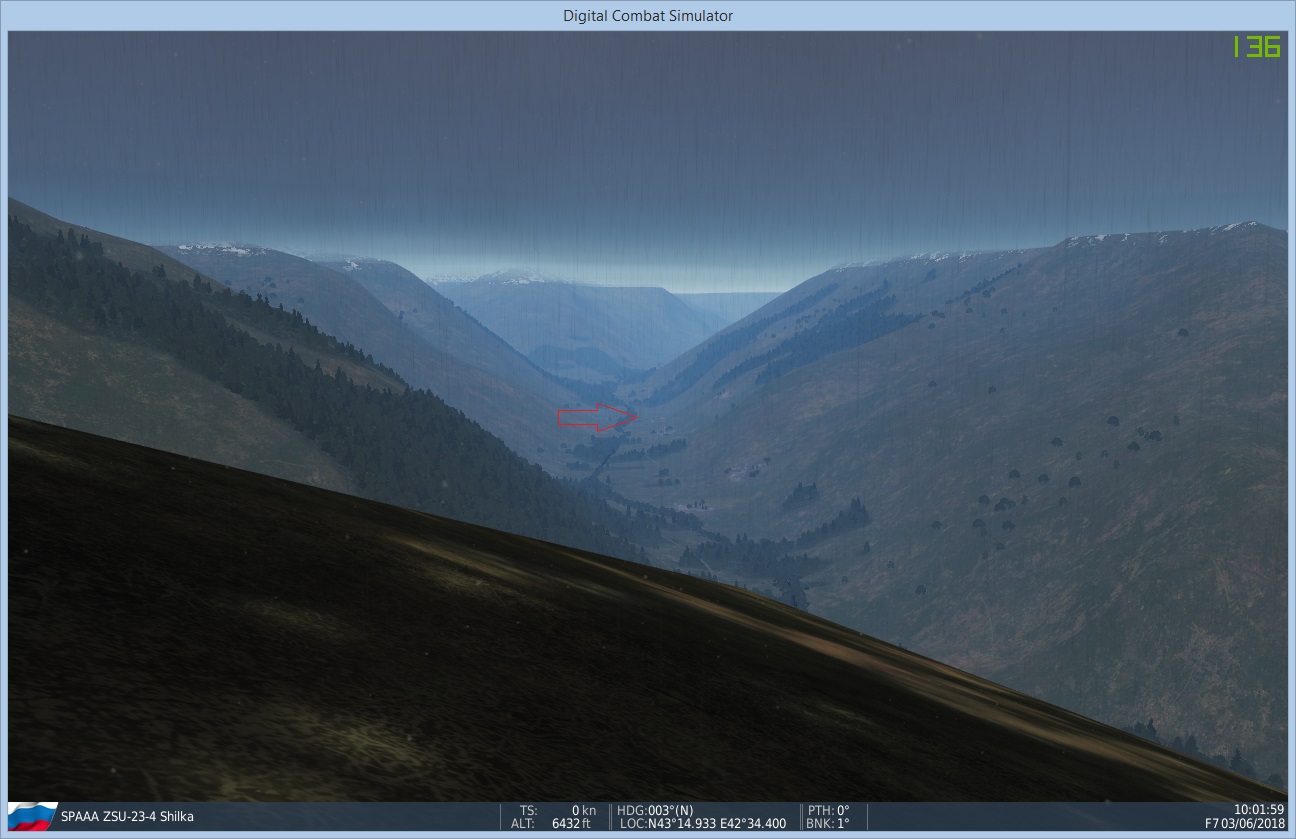 Digital Combat Simulator
136
SPAAA ZSU-23-4 Shilka
TS: 0 kn
ALT: 6432 ft
HDG:003°(N)
LOC:N43°14.933 E42°34.400
PTH: 0°
BNK: 1°
10:01:59
F7 03/06/2018